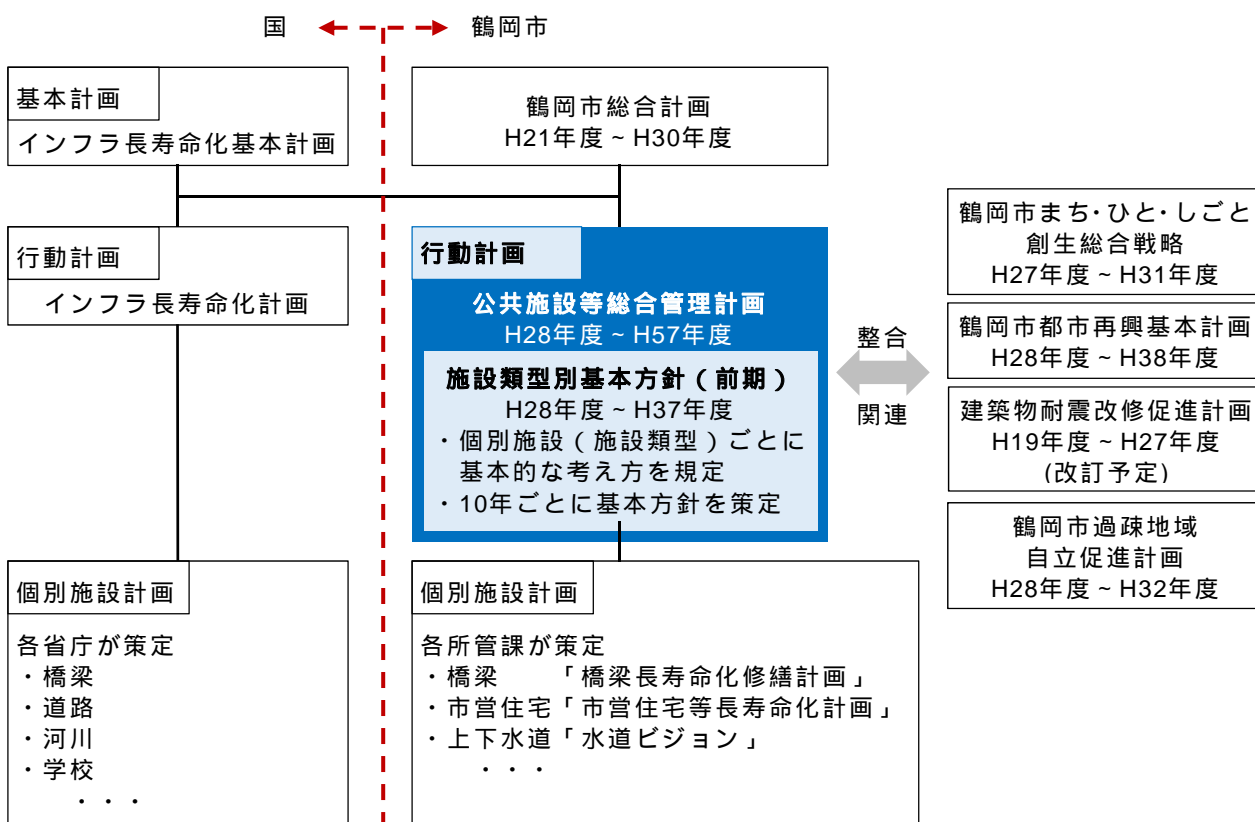 国
鶴岡市
基本計画
インフラ長寿命化基本計画
鶴岡市総合計画
H21年度~H30年度
行動計画
インフラ長寿命化計画
行動計画
公共施設等総合管理計画
H28年度~H57年度
施設類型別基本方針(前期)
H28年度~H37年度
・個別施設(施設類型)ごとに
基本的な考え方を規定
・10年ごとに基本方針を策定
整合
関連
鶴岡市まち・ひと・しごと
創生総合戦略
H27年度~H31年度
鶴岡市都市再興基本計画
H28年度~H38年度
建築物耐震改修促進計画
H19年度~H27年度
(改訂予定)
鶴岡市過疎地域
自立促進計画
H28年度~H32年度
個別施設計画
各省庁が策定
・橋梁
・道路
・河川
・学校
・・・
個別施設計画
各所管課が策定
・橋梁 「橋梁長寿命化修繕計画」
・市営住宅「市営住宅等長寿命化計画」
・上下水道「水道ビジョン」
・・・